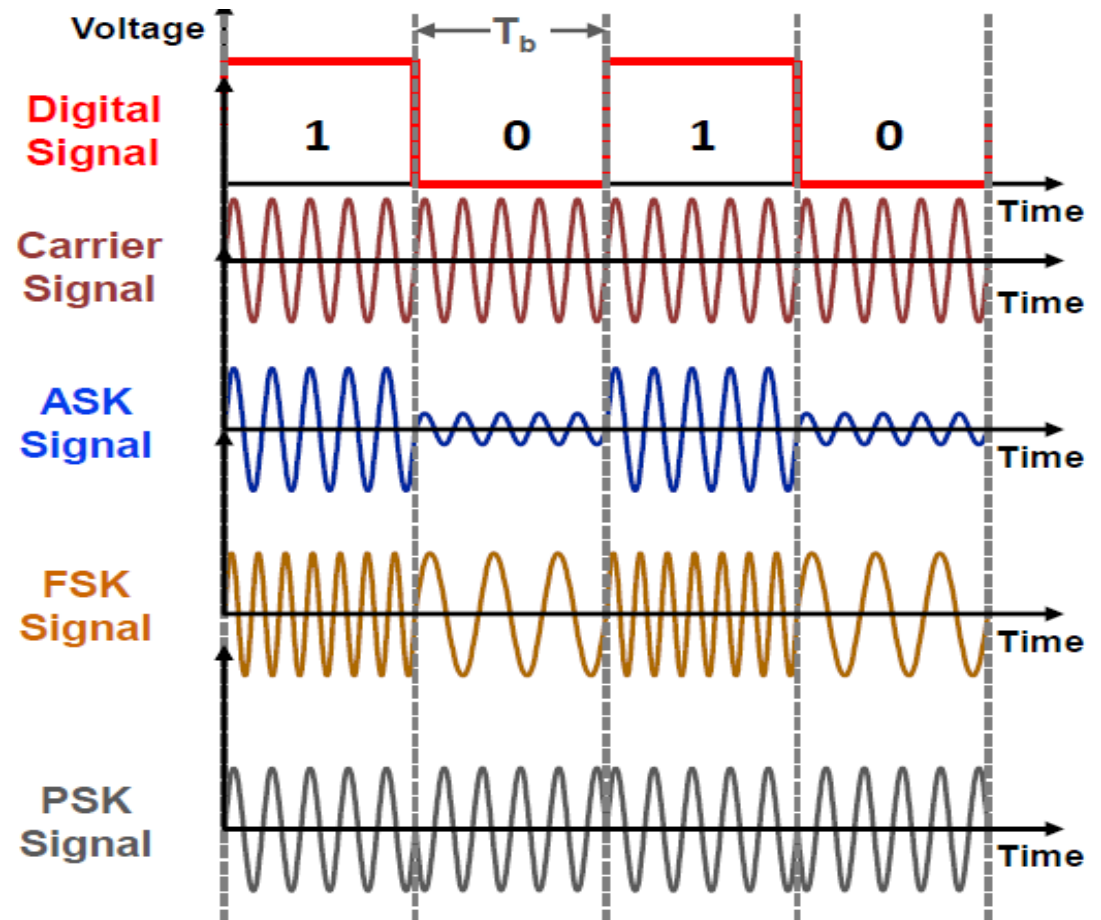 Voltage
T_b
Digital
Signal
1 0 1 0
Time
Carrier
Signal
Time
ASK
Signal
Time
FSK
Signal
Time
PSK
Signal
Time